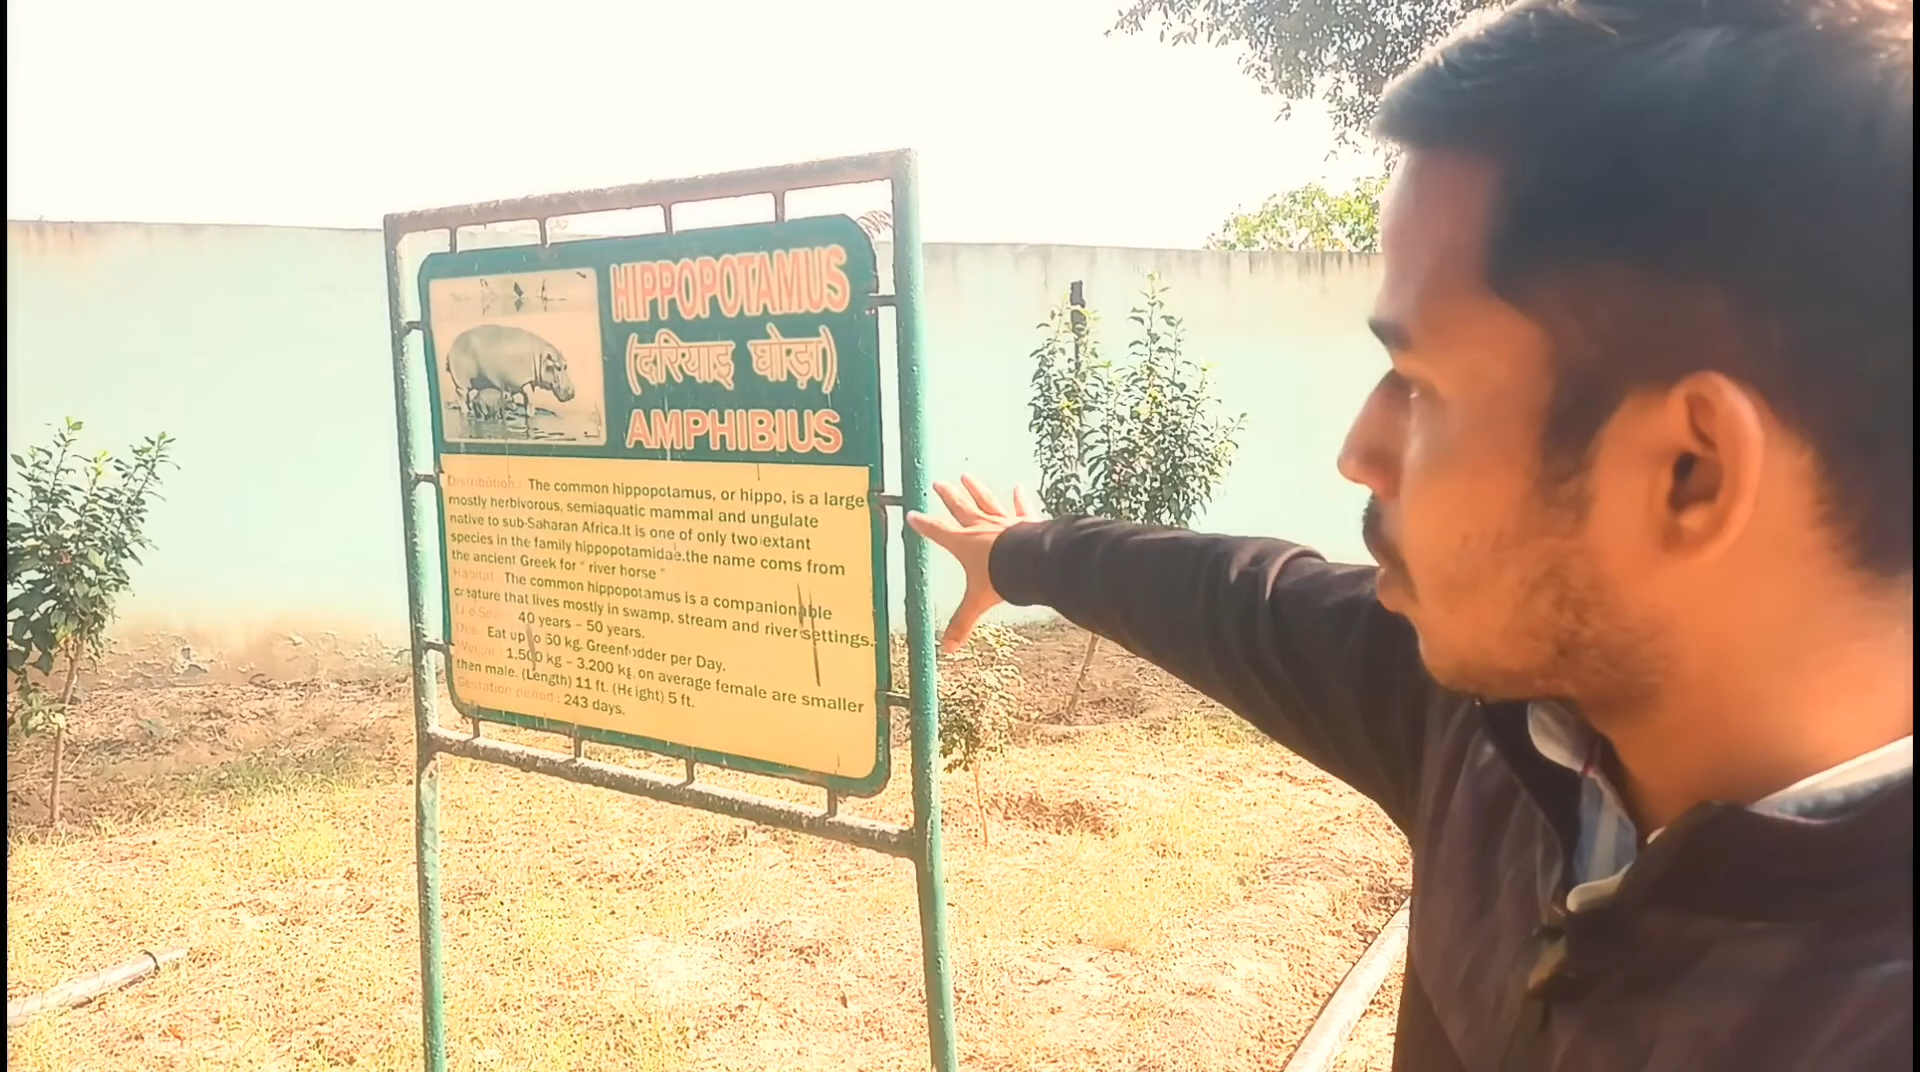 HIPPOPOTAMUS
(दरियाइ घोड़ा)
AMPHIBIUS
Distribution : The common hippopotamus, or hippo, is a large
mostly herbivorous, semiaquatic mammal and ungulate
native to sub-Saharan Africa.It is one of only two extant
species in the family hippopotamidae.the name coms from
the ancient Greek for " river horse "
Habitat : The common hippopotamus is a companionable
creature that lives mostly in swamp, stream and river settings.
Life Span : 40 years – 50 years.
Diet : Eat up to 50 kg. Greenfodder per Day.
Weight : 1,500 kg – 3,200 kg. on average female are smaller
then male. (Length) 11 ft. (Height) 5 ft.
Gestation period : 243 days.